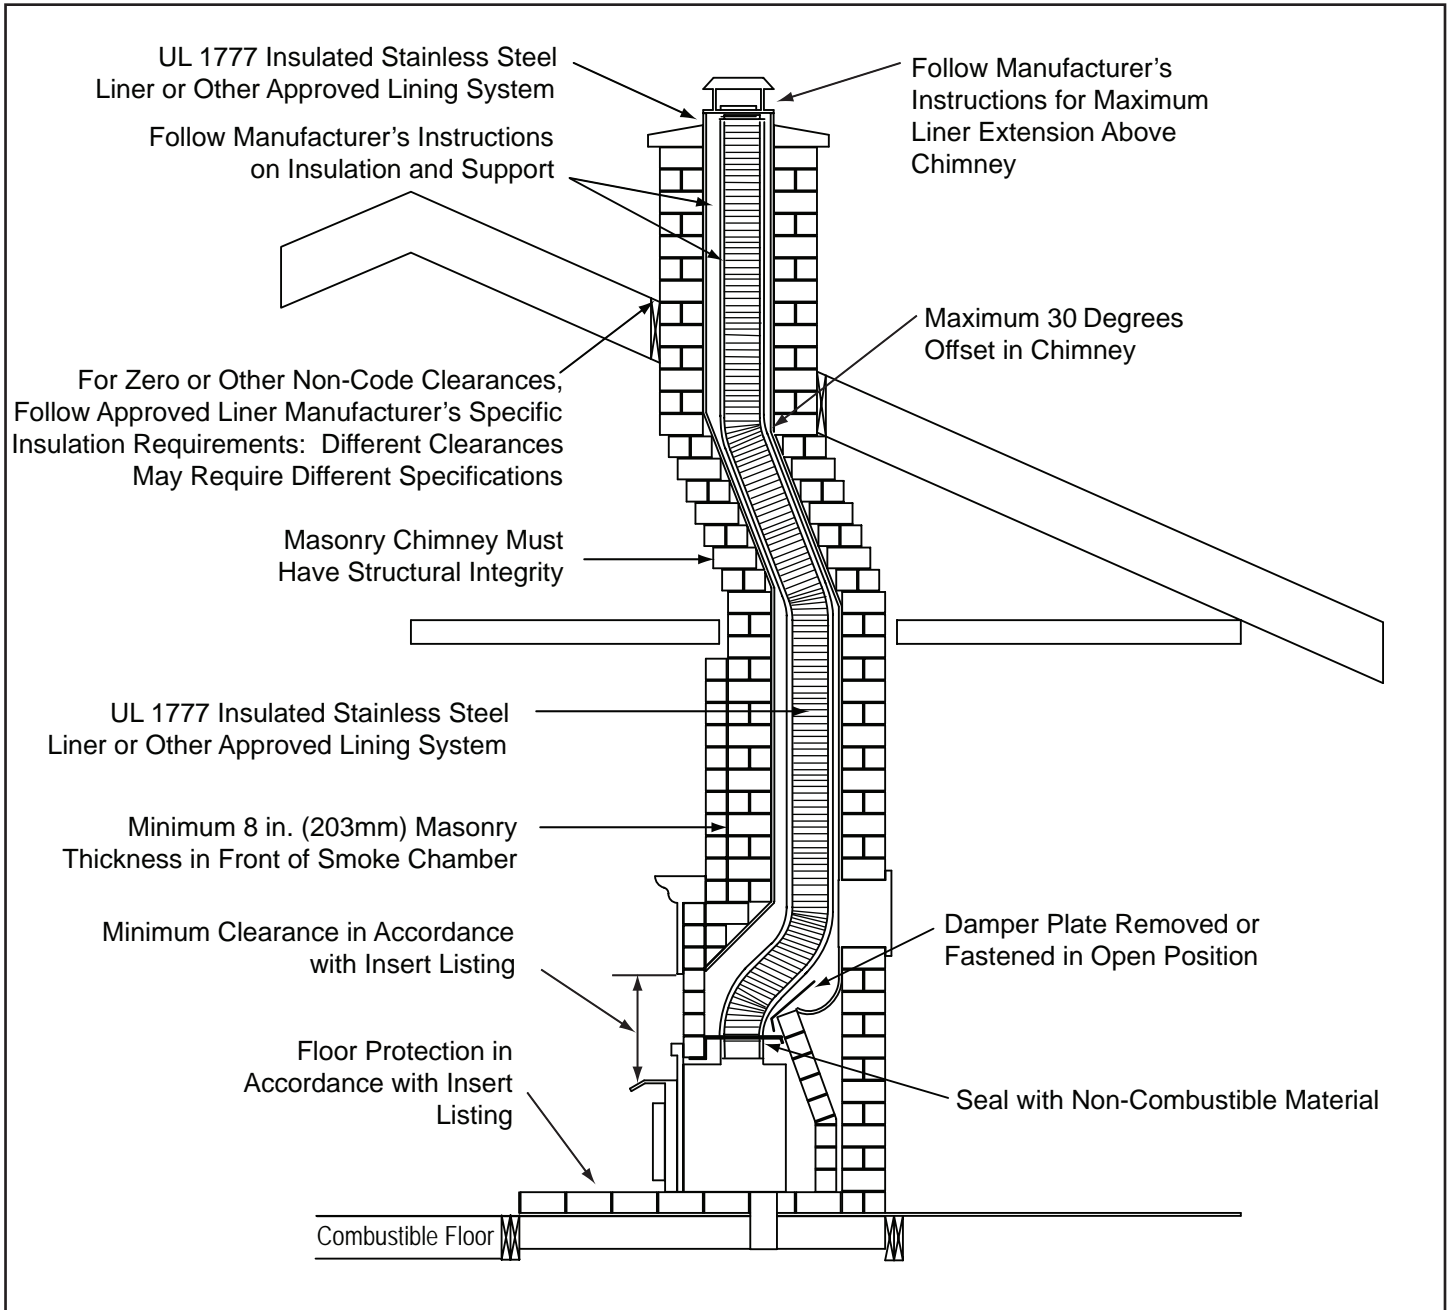 UL 1777 Insulated Stainless Steel
Liner or Other Approved Lining System
Follow Manufacturer’s Instructions
on Insulation and Support
Follow Manufacturer’s
Instructions for Maximum
Liner Extension Above
Chimney
Maximum 30 Degrees
Offset in Chimney
For Zero or Other Non-Code Clearances,
Follow Approved Liner Manufacturer’s Specific
Insulation Requirements:  Different Clearances
May Require Different Specifications
Masonry Chimney Must
Have Structural Integrity
UL 1777 Insulated Stainless Steel
Liner or Other Approved Lining System
Minimum 8 in. (203mm) Masonry
Thickness in Front of Smoke Chamber
Minimum Clearance in Accordance
with Insert Listing
Damper Plate Removed or
Fastened in Open Position
Floor Protection in
Accordance with Insert
Listing
Seal with Non-Combustible Material
Combustible Floor